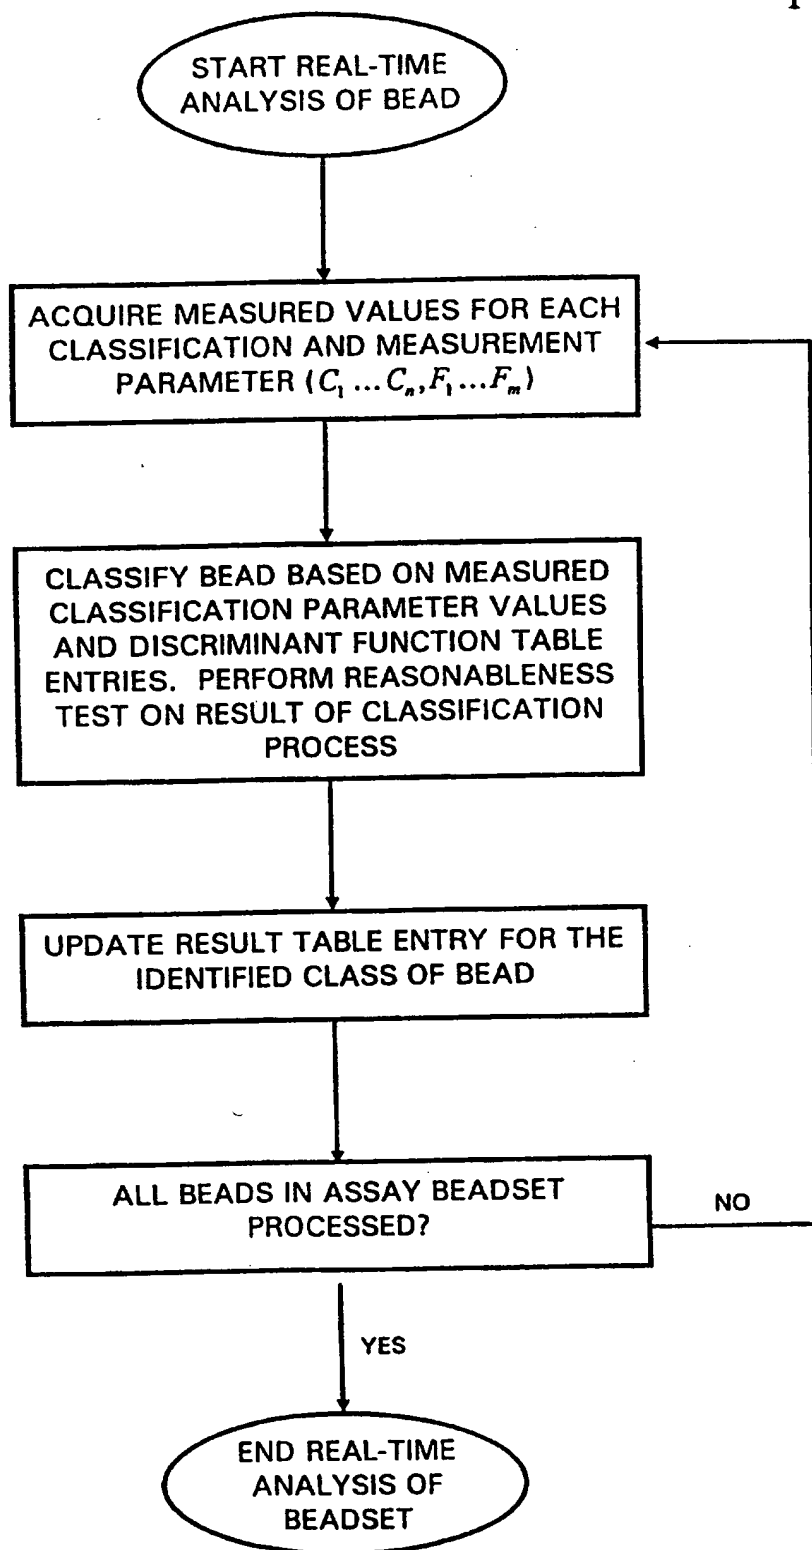 START REAL-TIME
ANALYSIS OF BEAD
ACQUIRE MEASURED VALUES FOR EACH
CLASSIFICATION AND MEASUREMENT
PARAMETER (C₁ ... Cₙ,F₁...Fₘ)
CLASSIFY BEAD BASED ON MEASURED
CLASSIFICATION PARAMETER VALUES
AND DISCRIMINANT FUNCTION TABLE
ENTRIES. PERFORM REASONABLENESS
TEST ON RESULT OF CLASSIFICATION
PROCESS
UPDATE RESULT TABLE ENTRY FOR THE
IDENTIFIED CLASS OF BEAD
ALL BEADS IN ASSAY BEADSET
PROCESSED?
NO
YES
END REAL-TIME
ANALYSIS OF
BEADSET